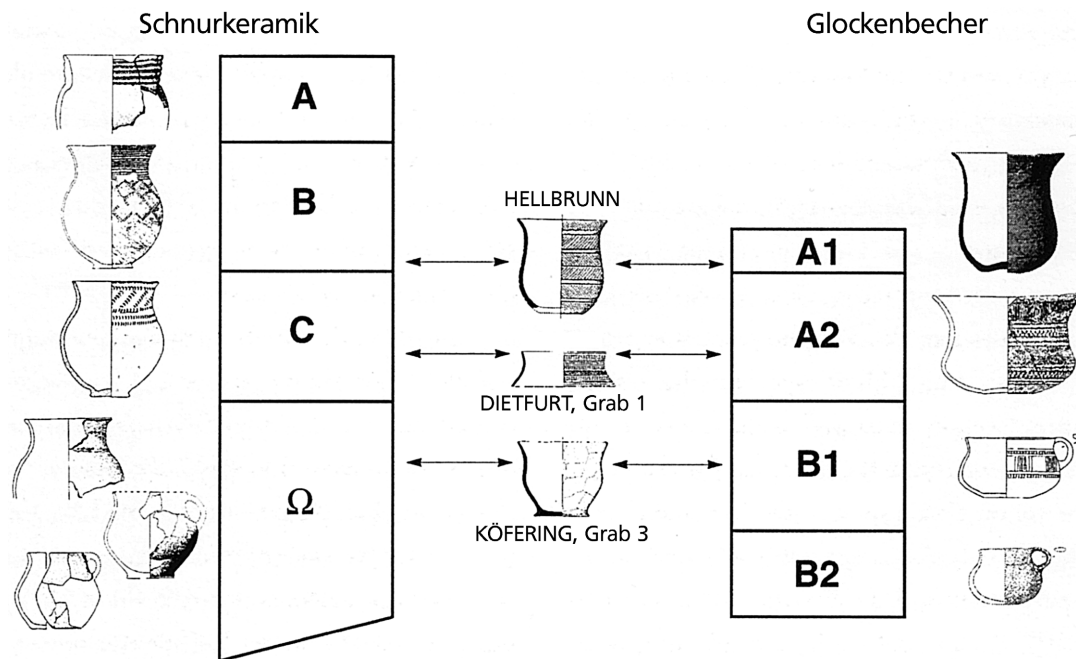 Schnurkeramik
Glockenbecher
A
B
C
Ω
HELLBRUNN
DIETFURT, Grab 1
KÖFERING, Grab 3
A1
A2
B1
B2